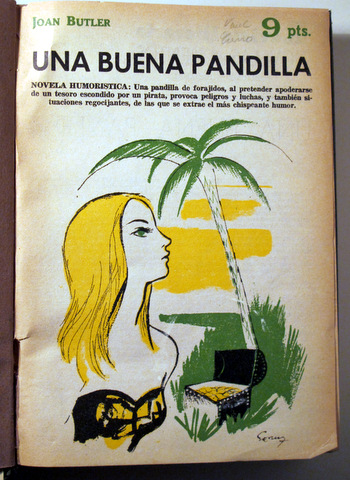 JOAN BUTLER
9 pts.
UNA BUENA PANDILLA
NOVELA HUMORISTICA: Una pandilla de forajidos, al pretender apoderarse
de un tesoro escondido por un pirata, provoca peligros y luchas, y también si-
tuaciones regocijantes, de las que se extrae el más chispeante humor.